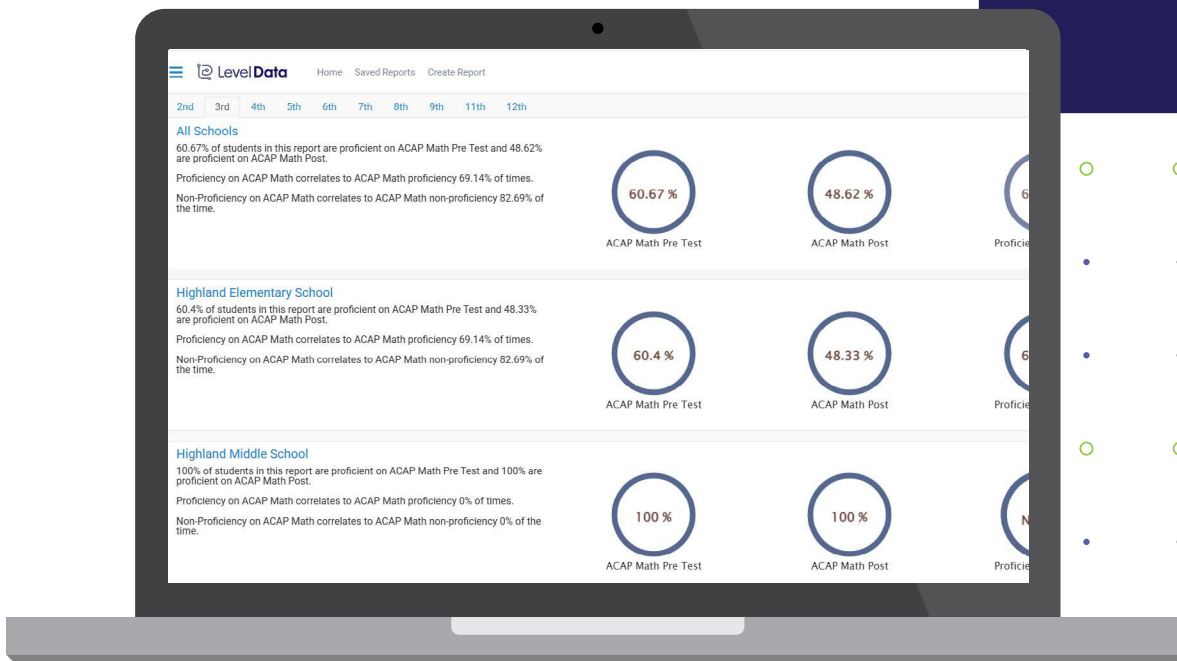 Level Data Home Saved Reports Create Report
2nd 3rd 4th 5th 6th 7th 8th 9th 11th 12th
All Schools
60.67% of students in this report are proficient on ACAP Math Pre Test and 48.62%
are proficient on ACAP Math Post.
Proficiency on ACAP Math correlates to ACAP Math proficiency 69.14% of times.
Non-Proficiency on ACAP Math correlates to ACAP Math non-proficiency 82.69% of
the time.
60.67 % 48.62 % 6
ACAP Math Pre Test ACAP Math Post Proficie
Highland Elementary School
60.4% of students in this report are proficient on ACAP Math Pre Test and 48.33%
are proficient on ACAP Math Post.
Proficiency on ACAP Math correlates to ACAP Math proficiency 69.14% of times.
Non-Proficiency on ACAP Math correlates to ACAP Math non-proficiency 82.69% of
the time.
60.4 % 48.33 % 6
ACAP Math Pre Test ACAP Math Post Proficie
Highland Middle School
100% of students in this report are proficient on ACAP Math Pre Test and 100% are
proficient on ACAP Math Post.
Proficiency on ACAP Math correlates to ACAP Math proficiency 0% of times.
Non-Proficiency on ACAP Math correlates to ACAP Math non-proficiency 0% of the
time.
100 % 100 % N
ACAP Math Pre Test ACAP Math Post Proficie